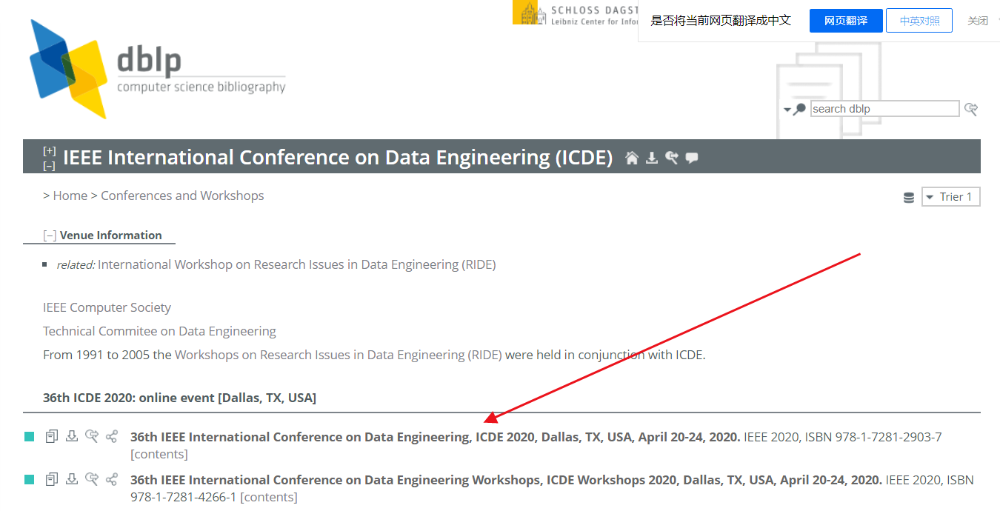 SCHLOSS DAGST
Leibniz Center for Info
是否将当前网页翻译成中文
网页翻译
中英对照
关闭
dblp
computer science bibliography
search dblp
[+]
[−]
IEEE International Conference on Data Engineering (ICDE)
> Home > Conferences and Workshops
Trier 1
[−] Venue Information
related: International Workshop on Research Issues in Data Engineering (RIDE)
IEEE Computer Society
Technical Commitee on Data Engineering
From 1991 to 2005 the Workshops on Research Issues in Data Engineering (RIDE) were held in conjunction with ICDE.
36th ICDE 2020: online event [Dallas, TX, USA]
36th IEEE International Conference on Data Engineering, ICDE 2020, Dallas, TX, USA, April 20-24, 2020. IEEE 2020, ISBN 978-1-7281-2903-7
[contents]
36th IEEE International Conference on Data Engineering Workshops, ICDE Workshops 2020, Dallas, TX, USA, April 20-24, 2020. IEEE 2020, ISBN
978-1-7281-4266-1 [contents]